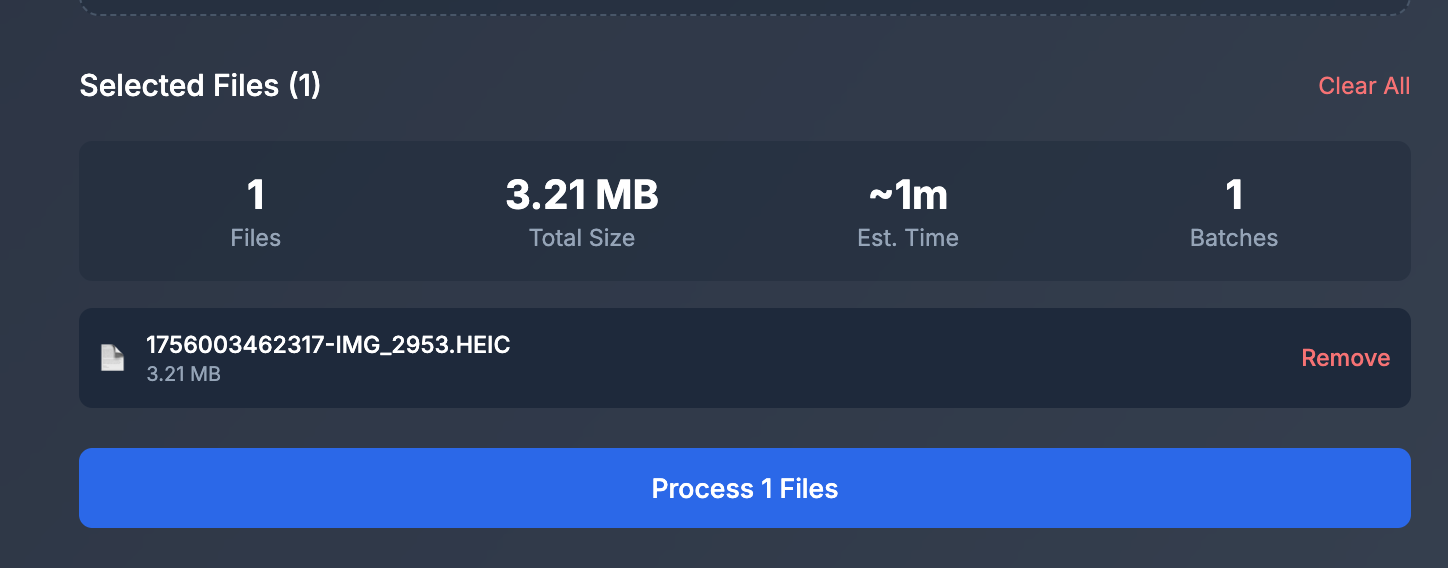 Selected Files (1)
Clear All
1
Files
3.21 MB
Total Size
~1m
Est. Time
1
Batches
1756003462317-IMG_2953.HEIC
3.21 MB
Remove
Process 1 Files